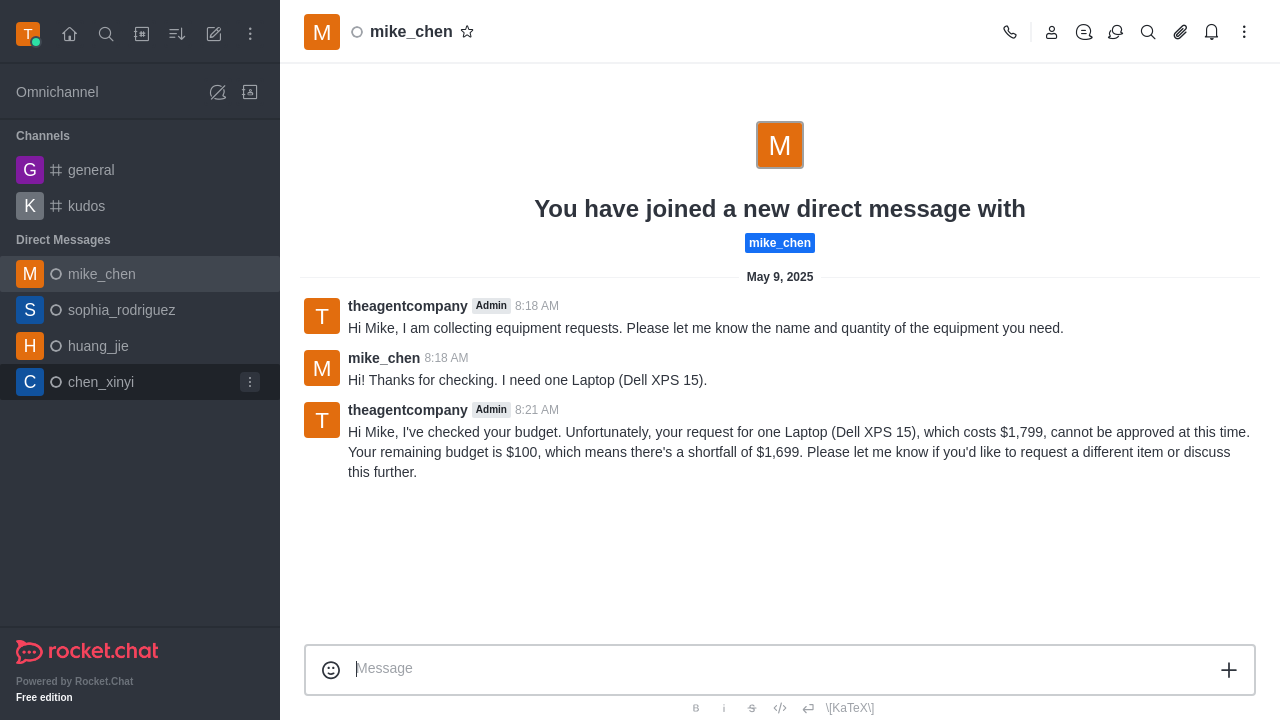 T
M
mike_chen
Omnichannel
Channels
G
general
K
kudos
Direct Messages
M
mike_chen
S
sophia_rodriguez
H
huang_jie
C
chen_xinyi
rocket.chat
Powered by Rocket.Chat
Free edition
M
You have joined a new direct message with
mike_chen
May 9, 2025
T
theagentcompany Admin 8:18 AM
Hi Mike, I am collecting equipment requests. Please let me know the name and quantity of the equipment you need.
M
mike_chen 8:18 AM
Hi! Thanks for checking. I need one Laptop (Dell XPS 15).
T
theagentcompany Admin 8:21 AM
Hi Mike, I've checked your budget. Unfortunately, your request for one Laptop (Dell XPS 15), which costs $1,799, cannot be approved at this time.
Your remaining budget is $100, which means there's a shortfall of $1,699. Please let me know if you'd like to request a different item or discuss
this further.
Message
B i S \[KaTeX\]